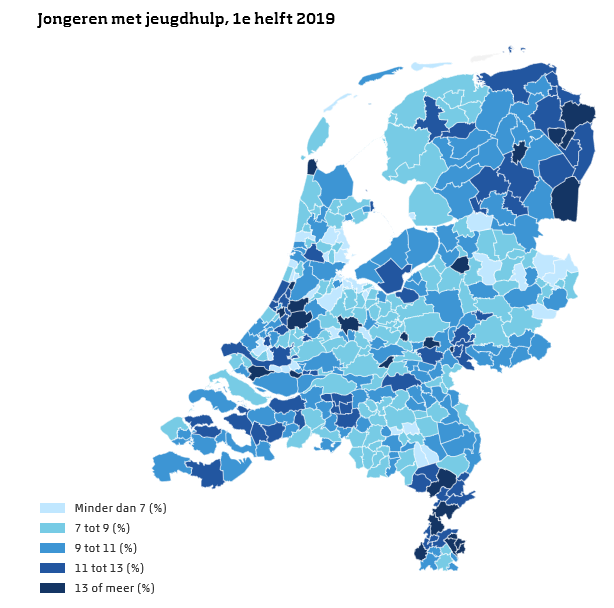 Jongeren met jeugdhulp, 1e helft 2019
Minder dan 7 (%)
7 tot 9 (%)
9 tot 11 (%)
11 tot 13 (%)
13 of meer (%)